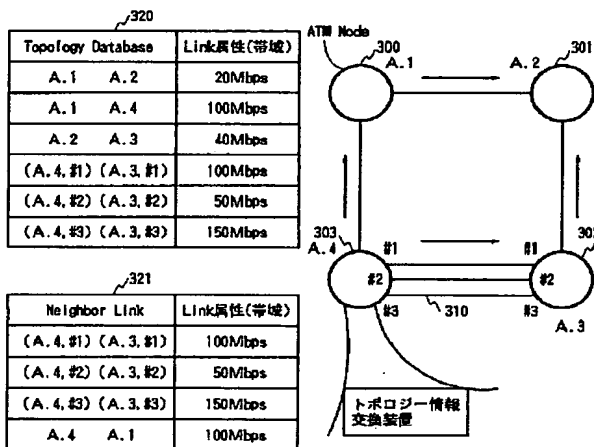 320
Topology Database Link属性(帯域)
A.1 A.2 20Mbps
A.1 A.4 100Mbps
A.2 A.3 40Mbps
(A.4,#1) (A.3,#1) 100Mbps
(A.4,#2) (A.3,#2) 50Mbps
(A.4,#3) (A.3,#3) 150Mbps
321
Neighbor Link Link属性(帯域)
(A.4,#1) (A.3,#1) 100Mbps
(A.4,#2) (A.3,#2) 50Mbps
(A.4,#3) (A.3,#3) 150Mbps
A.4 A.1 100Mbps
ATM Node
300
A.1
A.2
301
303
A.4
#1
#2
#3
310
#1
#2
#3
A.3
トポロジー情報
交換装置